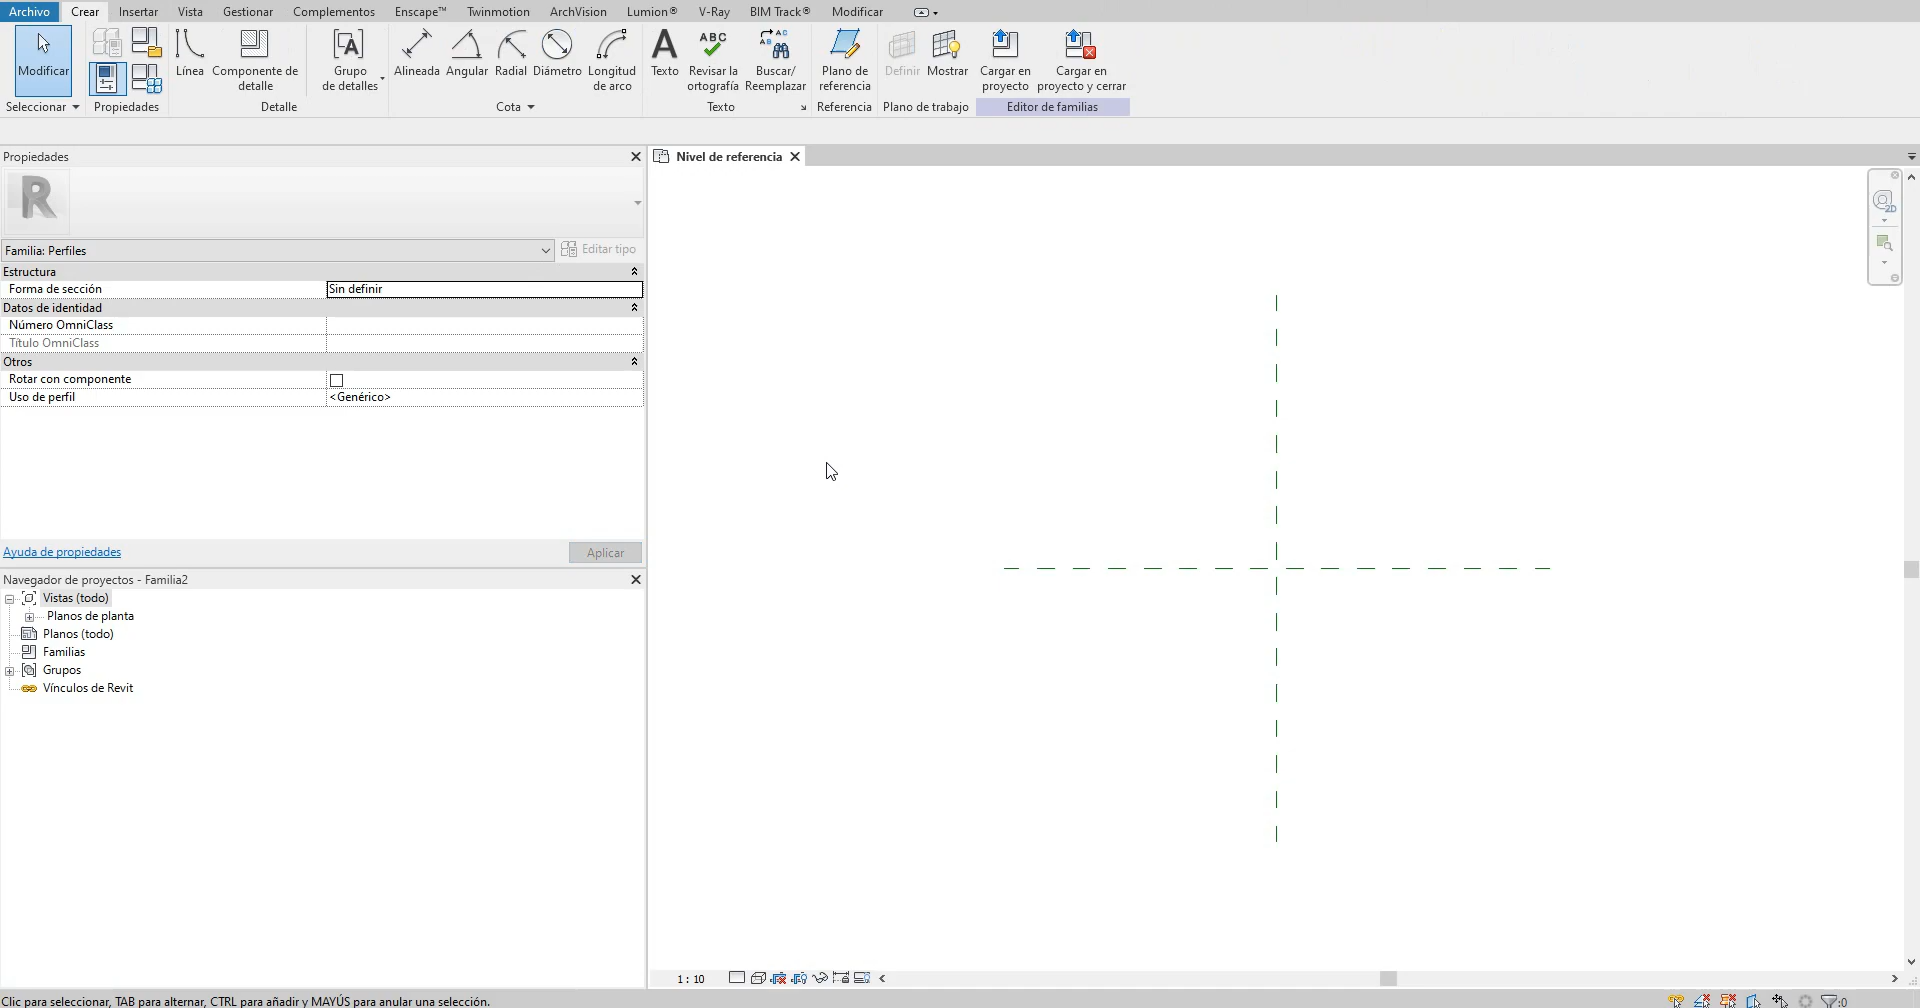 Archivo Crear Insertar Vista Gestionar Complementos Enscape™ Twinmotion ArchVision Lumion® V-Ray BIM Track® Modificar
Modificar
Línea
Componente de
detalle
Grupo
de detalles
Alineada
Angular
Radial
Diámetro
Longitud
de arco
A
Texto
ABC
Revisar la
ortografía
Buscar/
Reemplazar
Plano de
referencia
Definir
Mostrar
Cargar en
proyecto
Cargar en
proyecto y cerrar
Seleccionar Propiedades Detalle Cota Texto Referencia Plano de trabajo Editor de familias
Propiedades
Nivel de referencia
R
2D
Familia: Perfiles
Editar tipo
Estructura
Forma de sección Sin definir
Datos de identidad
Número OmniClass
Título OmniClass
Otros
Rotar con componente
Uso de perfil <Genérico>
Ayuda de propiedades
Aplicar
Navegador de proyectos - Familia2
Vistas (todo)
Planos de planta
Planos (todo)
Familias
Grupos
Vínculos de Revit
1 : 10
Clic para seleccionar, TAB para alternar, CTRL para añadir y MAYÚS para anular una selección.
:0